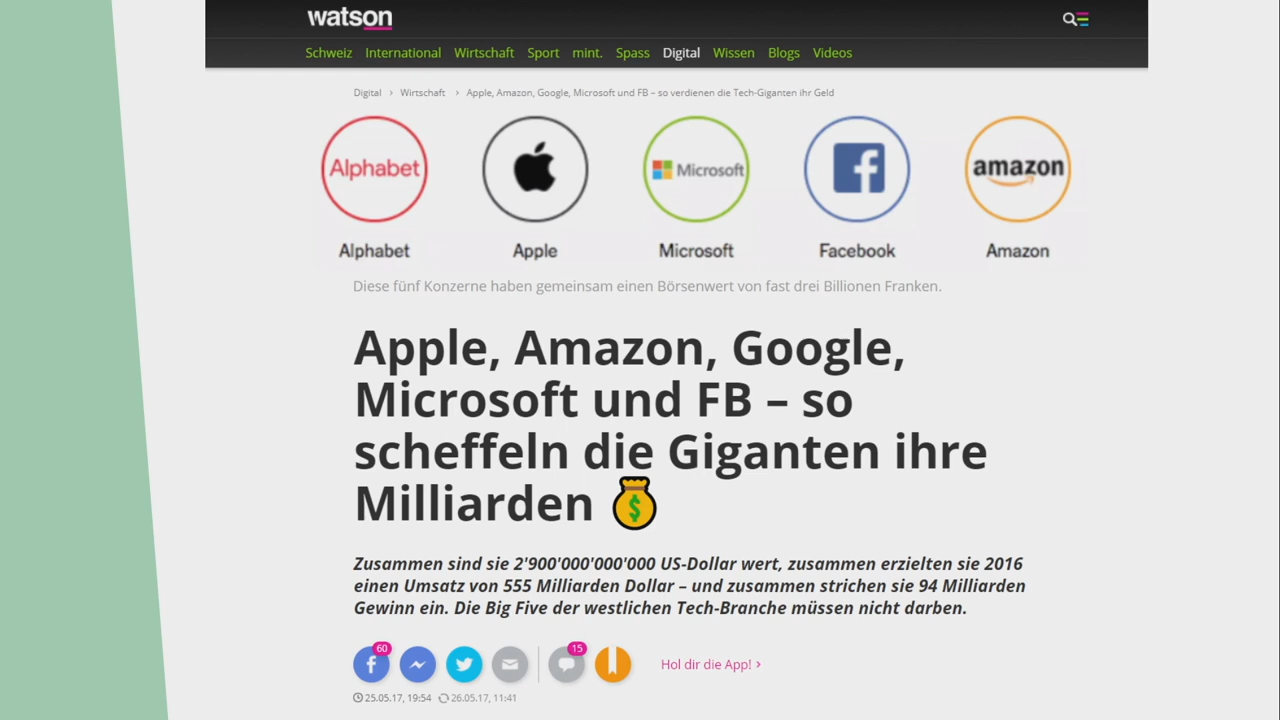 watson
Schweiz International Wirtschaft Sport mint. Spass Digital Wissen Blogs Videos
Digital › Wirtschaft › Apple, Amazon, Google, Microsoft und FB – so verdienen die Tech-Giganten ihr Geld
Alphabet Microsoft amazon
Alphabet Apple Microsoft Facebook Amazon
Diese fünf Konzerne haben gemeinsam einen Börsenwert von fast drei Billionen Franken.
Apple, Amazon, Google,
Microsoft und FB – so
scheffeln die Giganten ihre
Milliarden
Zusammen sind sie 2'900'000'000'000 US-Dollar wert, zusammen erzielten sie 2016
einen Umsatz von 555 Milliarden Dollar – und zusammen strichen sie 94 Milliarden
Gewinn ein. Die Big Five der westlichen Tech-Branche müssen nicht darben.
60 15
Hol dir die App! ›
25.05.17, 19:54 26.05.17, 11:41